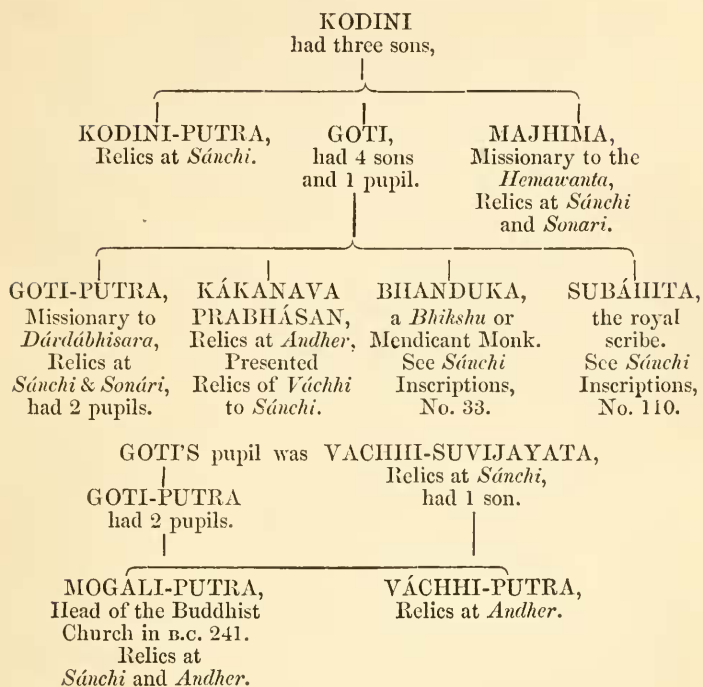 KODINI
had three sons,
KODINI-PUTRA,
Relics at Sánchi.
GOTI,
had 4 sons
and 1 pupil.
MAJHIMA,
Missionary to the
Hemawanta,
Relics at Sánchi
and Sonari.
GOTI-PUTRA,
Missionary to
Dárdábhisara,
Relics at
Sánchi & Sonári,
had 2 pupils.
KÁKANAVA
PRABHÁSAN,
Relics at Andher,
Presented
Relics of Váchhi
to Sánchi.
BHANDUKA,
a Bhikshu or
Mendicant Monk.
See Sánchi
Inscriptions,
No. 33.
SUBÁHITA,
the royal
scribe.
See Sánchi
Inscriptions,
No. 110.
GOTI'S pupil was VACHHI-SUVIJAYATA,
Relics at Sánchi,
had 1 son.
GOTI-PUTRA
had 2 pupils.
MOGALI-PUTRA,
Head of the Buddhist
Church in B.C. 241.
Relics at
Sánchi and Andher.
VÁCHHI-PUTRA,
Relics at Andher.